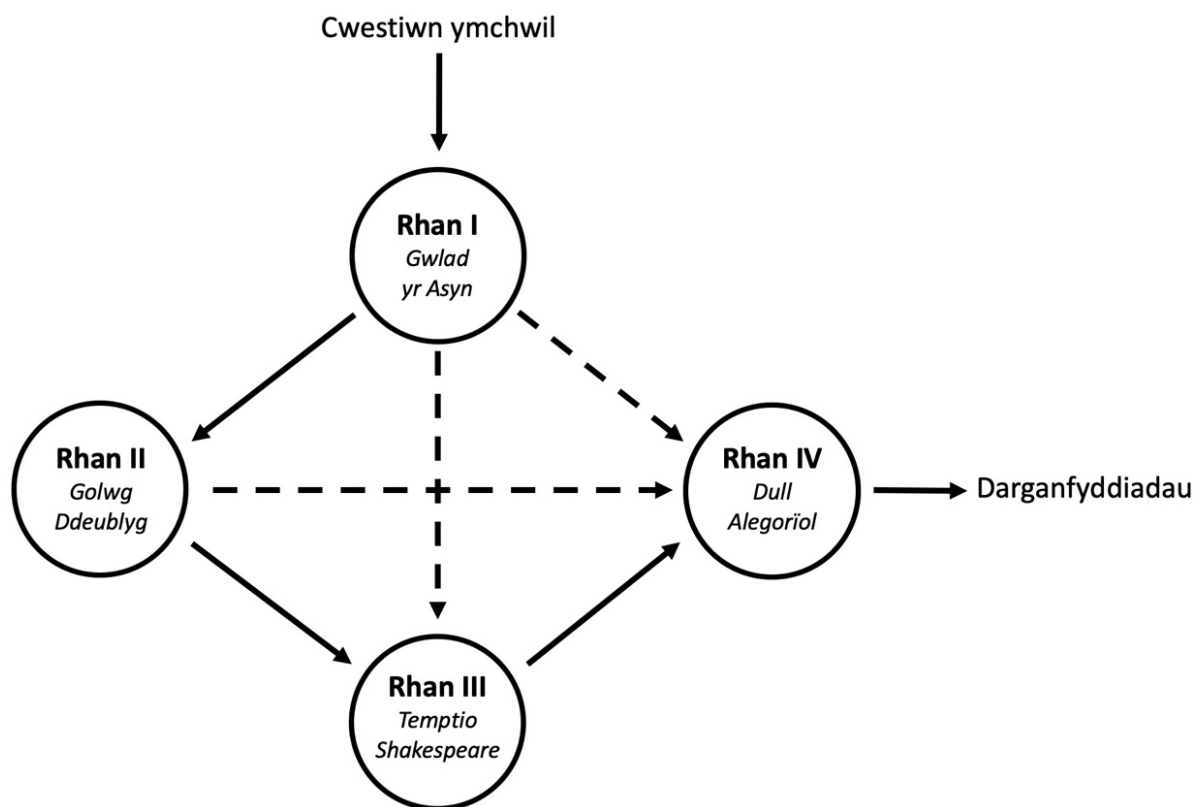 Cwestiwn ymchwil
Rhan I
Gwlad
yr Asyn
Rhan II
Golwg
Ddeublyg
Rhan IV
Dull
Alegorïol
Darganfyddiadau
Rhan III
Temptio
Shakespeare